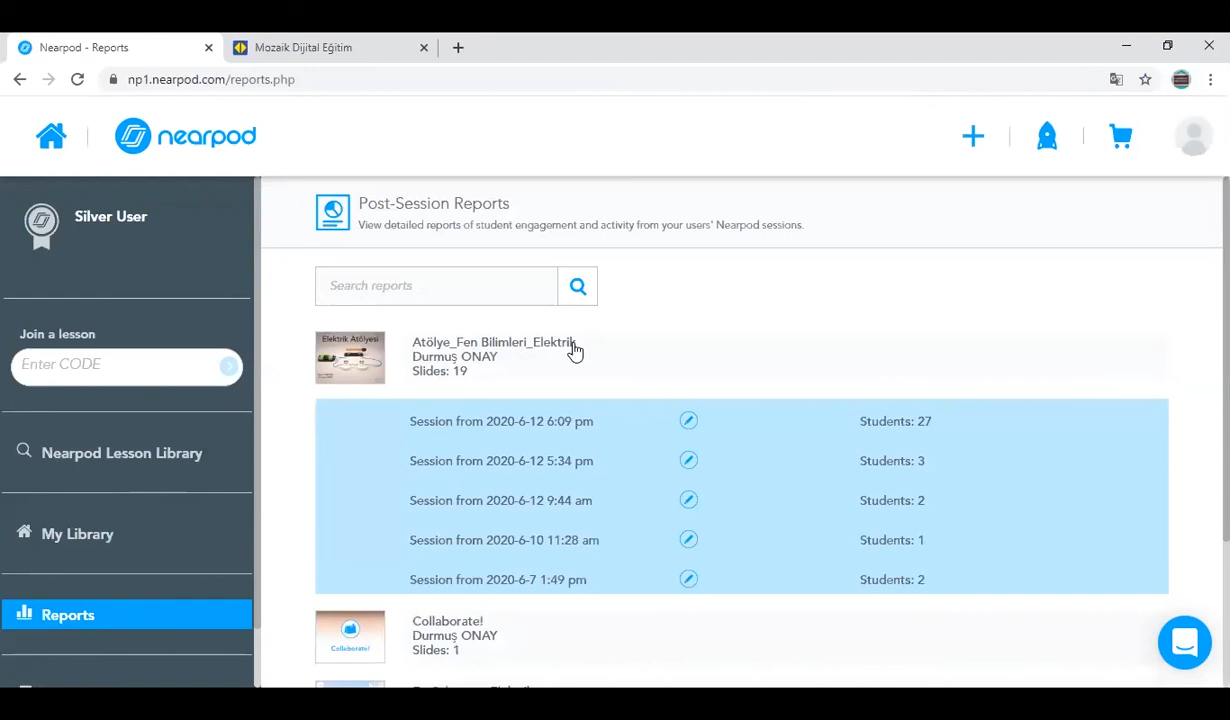 Nearpod - Reports
Mozaik Dijital Eğitim
np1.nearpod.com/reports.php
nearpod
Silver User
Join a lesson
Enter CODE
Nearpod Lesson Library
My Library
Reports
Post-Session Reports
View detailed reports of student engagement and activity from your users' Nearpod sessions.
Search reports
Elektrik Atölyesi
Atölye_Fen Bilimleri_Elektrik
Durmuş ONAY
Slides: 19
Session from 2020-6-12 6:09 pm Students: 27
Session from 2020-6-12 5:34 pm Students: 3
Session from 2020-6-12 9:44 am Students: 2
Session from 2020-6-10 11:28 am Students: 1
Session from 2020-6-7 1:49 pm Students: 2
Collaborate!
Collaborate!
Durmuş ONAY
Slides: 1